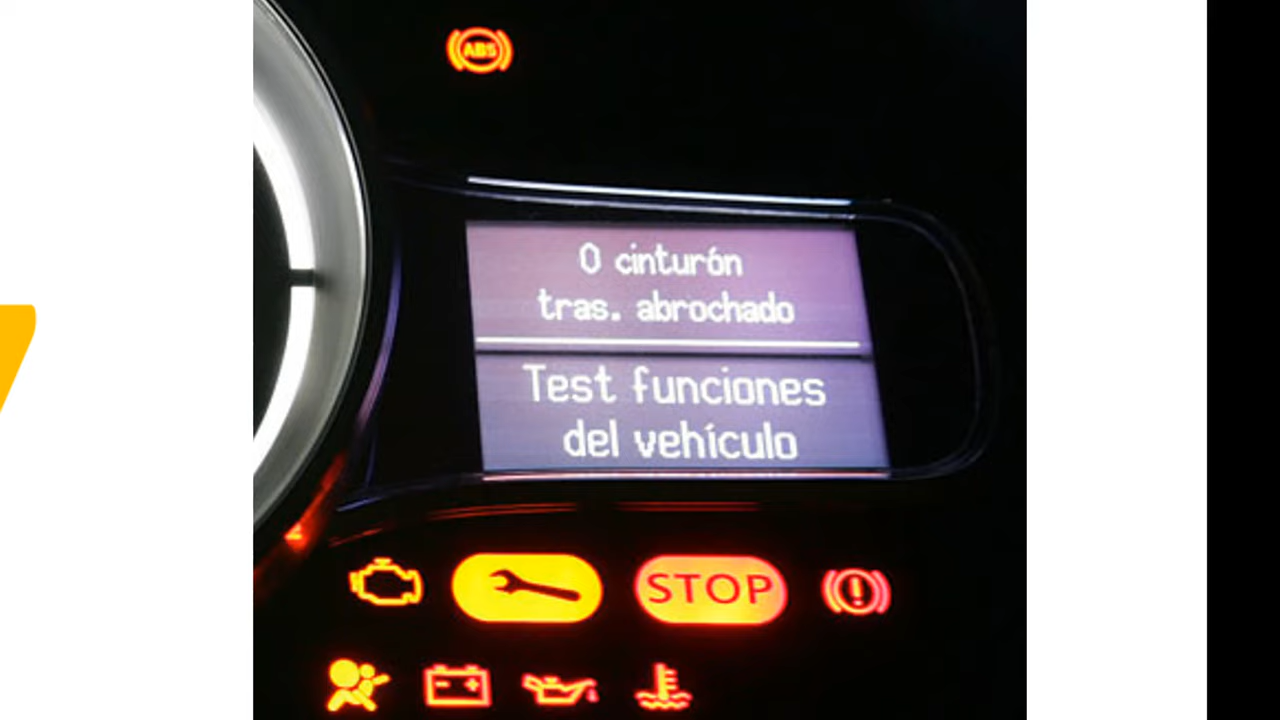 ABS
0 cinturón
tras. abrochado
Test funciones
del vehículo
STOP